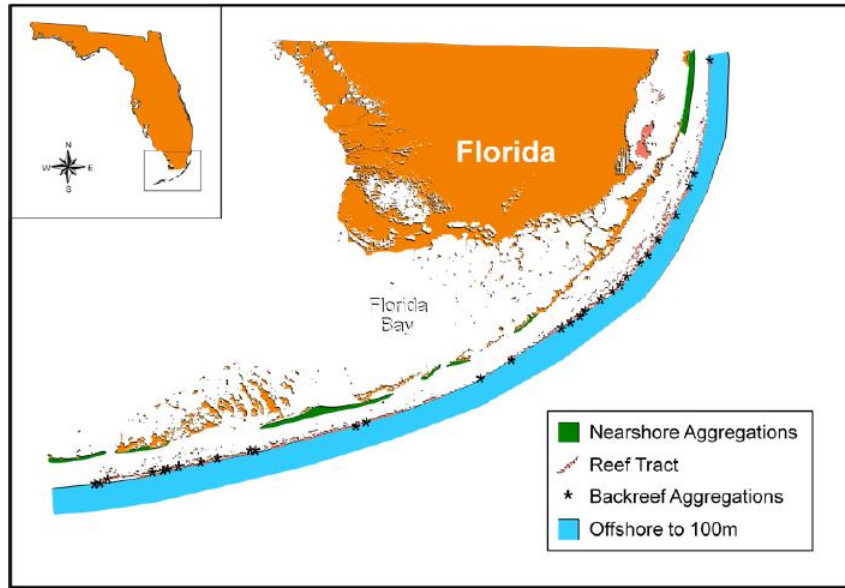 N
W E
S
Florida
Florida
Bay
Nearshore Aggregations
Reef Tract
* Backreef Aggregations
Offshore to 100m